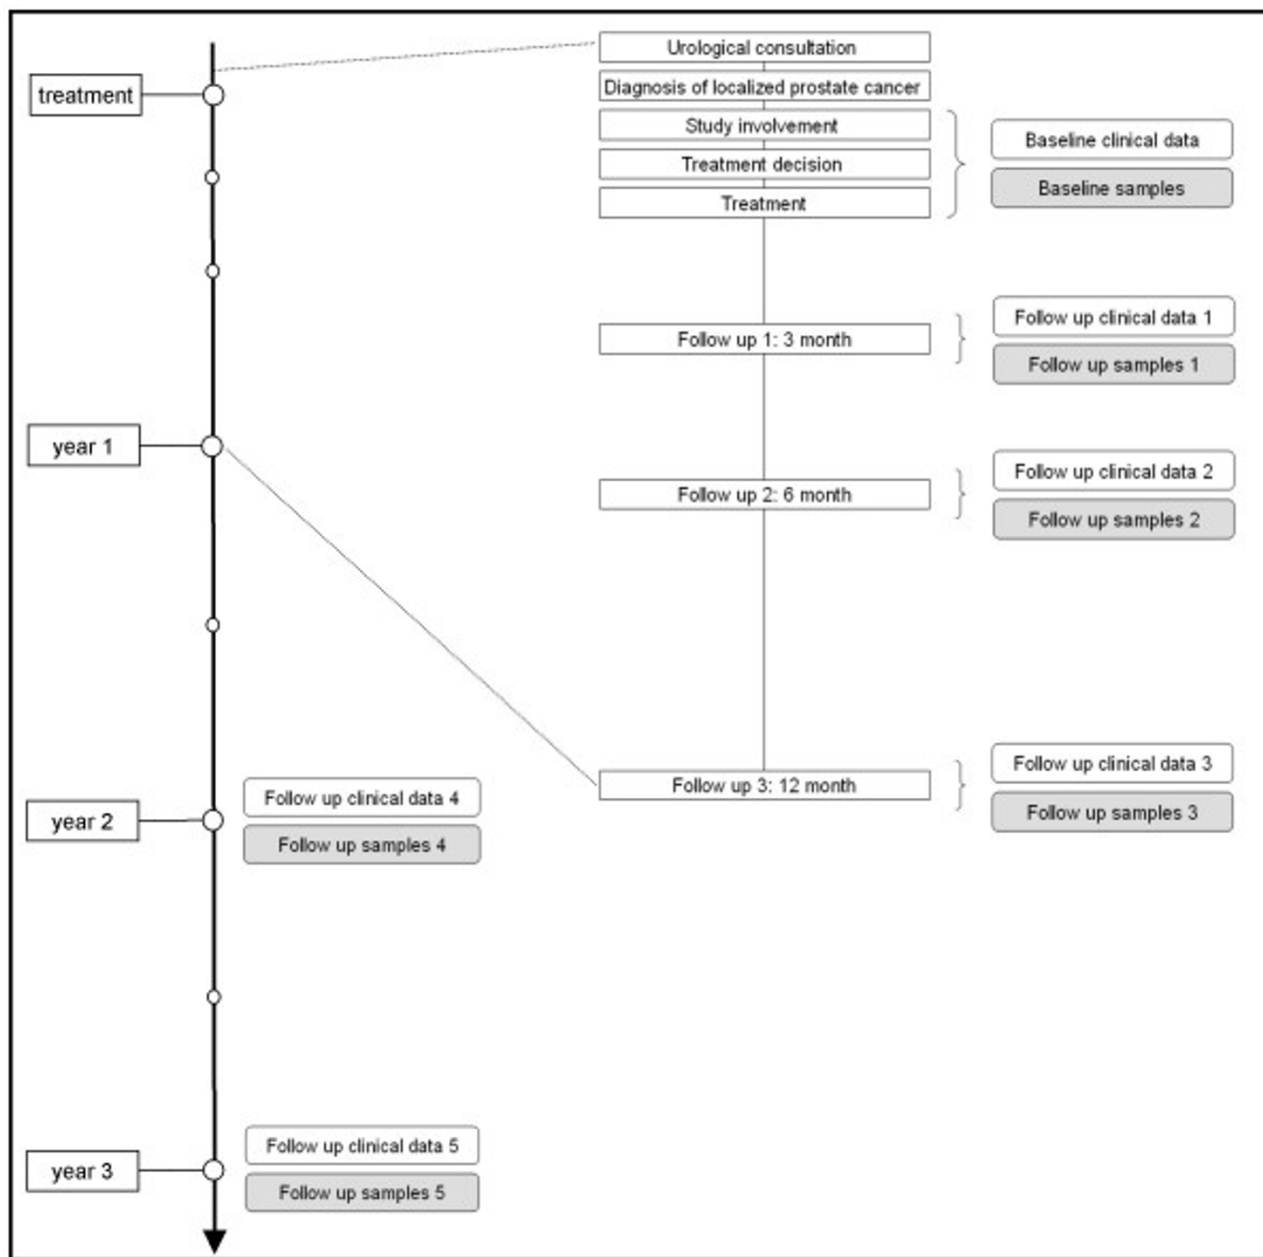 Urological consultation
treatment
Diagnosis of localized prostate cancer
Study involvement
Baseline clinical data
Treatment decision
Baseline samples
Treatment
Follow up clinical data 1
Follow up 1: 3 month
Follow up samples 1
year 1
Follow up clinical data 2
Follow up 2: 6 month
Follow up samples 2
Follow up clinical data 3
Follow up 3: 12 month
Follow up samples 3
Follow up clinical data 4
year 2
Follow up samples 4
Follow up clinical data 5
year 3
Follow up samples 5